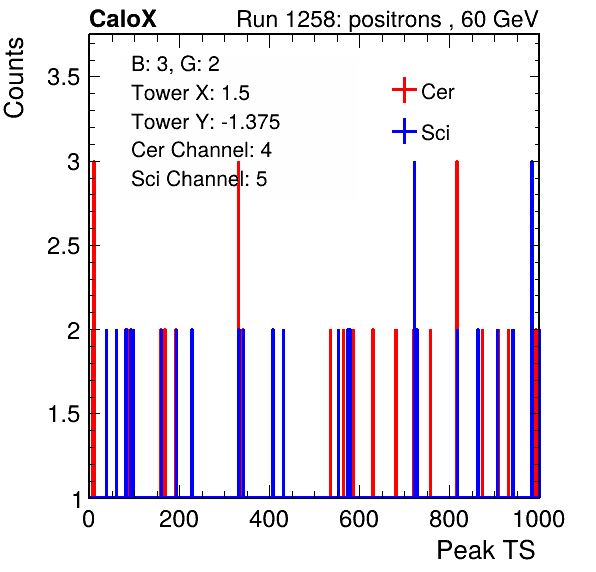 CaloX Run 1258: positrons , 60 GeV
Counts
B: 3, G: 2
Tower X: 1.5
Tower Y: -1.375
Cer Channel: 4
Sci Channel: 5
Cer
Sci
3.5
3
2.5
2
1.5
1
0 200 400 600 800 1000
Peak TS